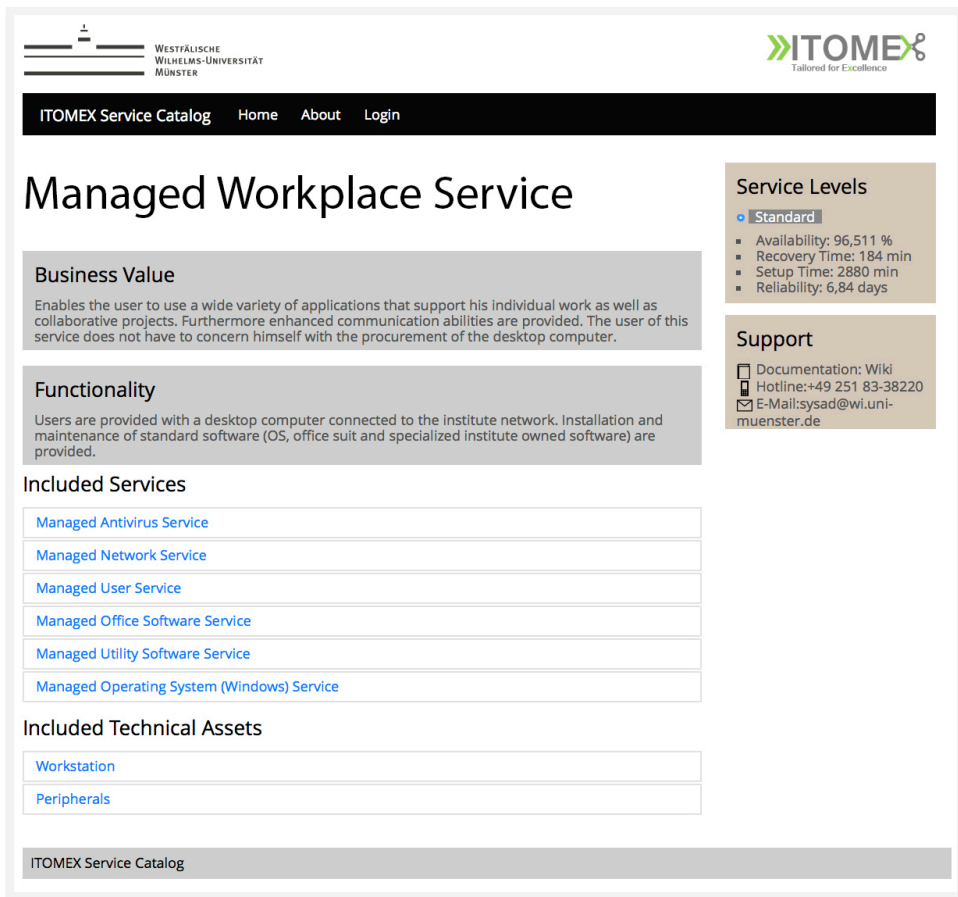 WESTFÄLISCHE
WILHELMS-UNIVERSITÄT
MÜNSTER
ITOMEX
Tailored for Excellence
ITOMEX Service Catalog Home About Login
Managed Workplace Service
Business Value
Enables the user to use a wide variety of applications that support his individual work as well as
collaborative projects. Furthermore enhanced communication abilities are provided. The user of this
service does not have to concern himself with the procurement of the desktop computer.
Functionality
Users are provided with a desktop computer connected to the institute network. Installation and
maintenance of standard software (OS, office suit and specialized institute owned software) are
provided.
Included Services
Managed Antivirus Service
Managed Network Service
Managed User Service
Managed Office Software Service
Managed Utility Software Service
Managed Operating System (Windows) Service
Included Technical Assets
Workstation
Peripherals
Service Levels
Standard
Availability: 96,511 %
Recovery Time: 184 min
Setup Time: 2880 min
Reliability: 6,84 days
Support
Documentation: Wiki
Hotline:+49 251 83-38220
E-Mail:sysad@wi.uni-
muenster.de
ITOMEX Service Catalog